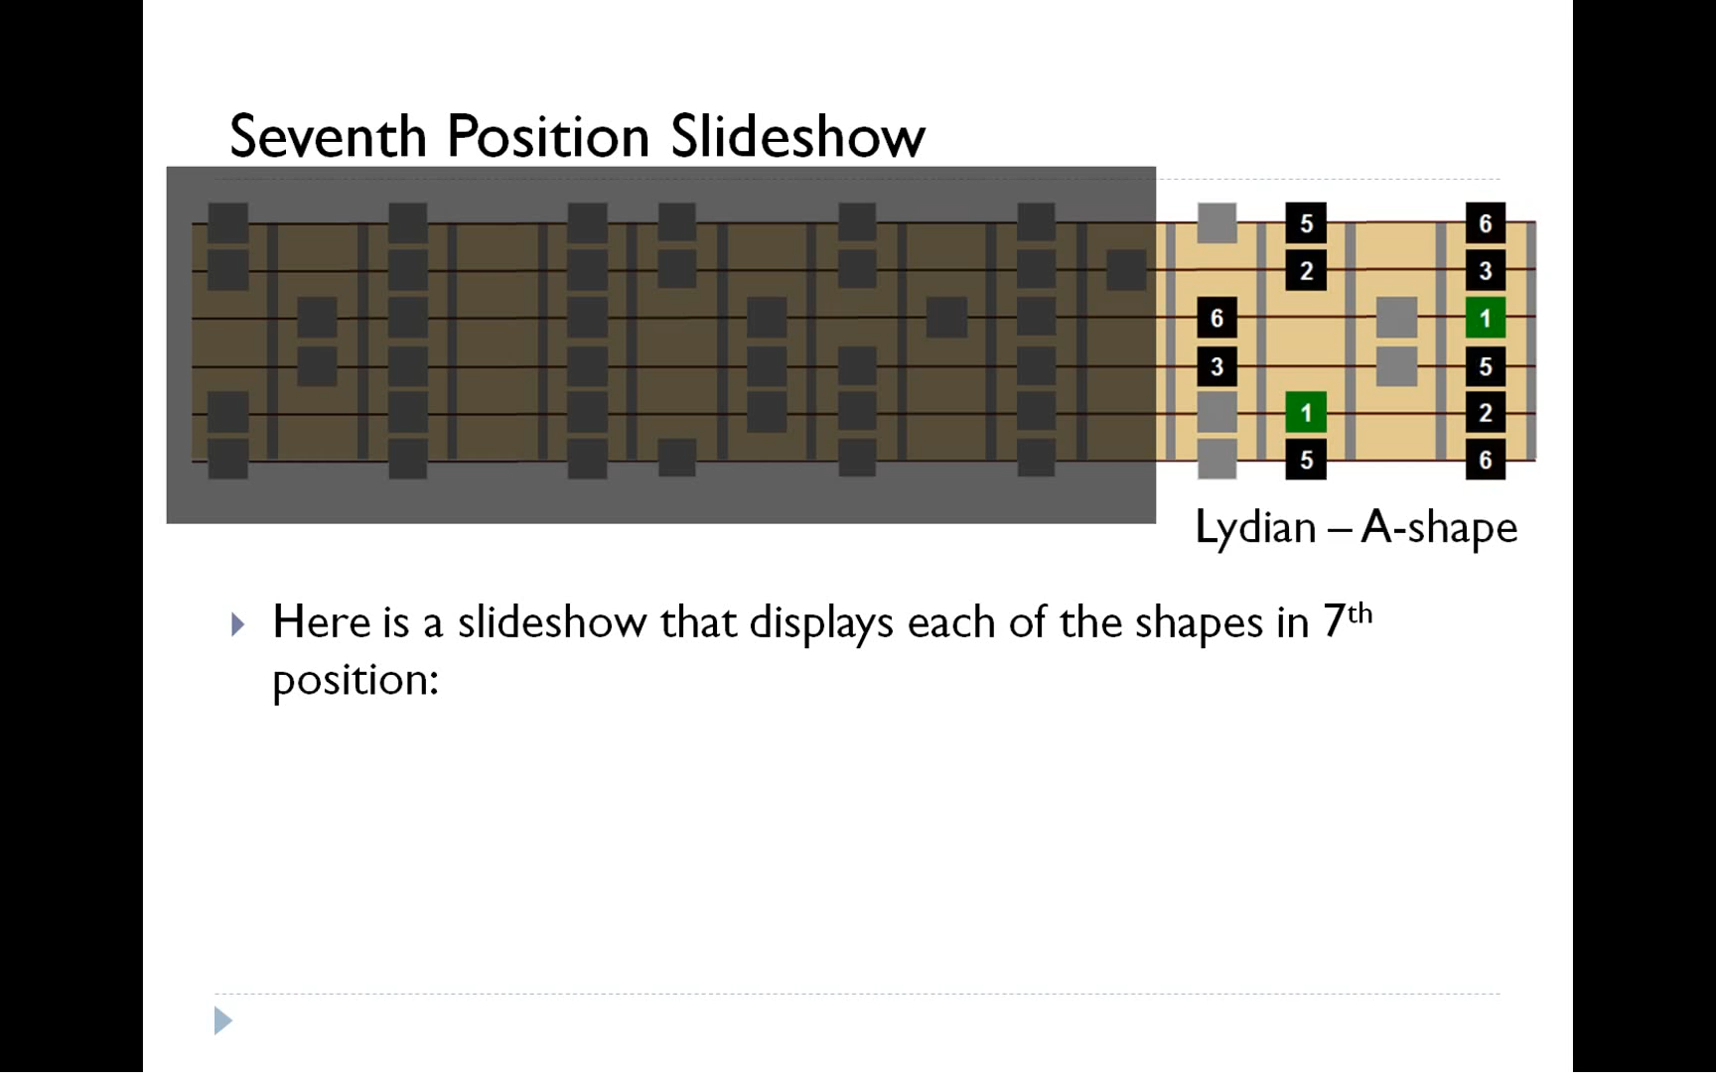 Seventh Position Slideshow
5 6
2 3
6 1
3 5
1 2
5 6
Lydian – A-shape
Here is a slideshow that displays each of the shapes in 7th
position: